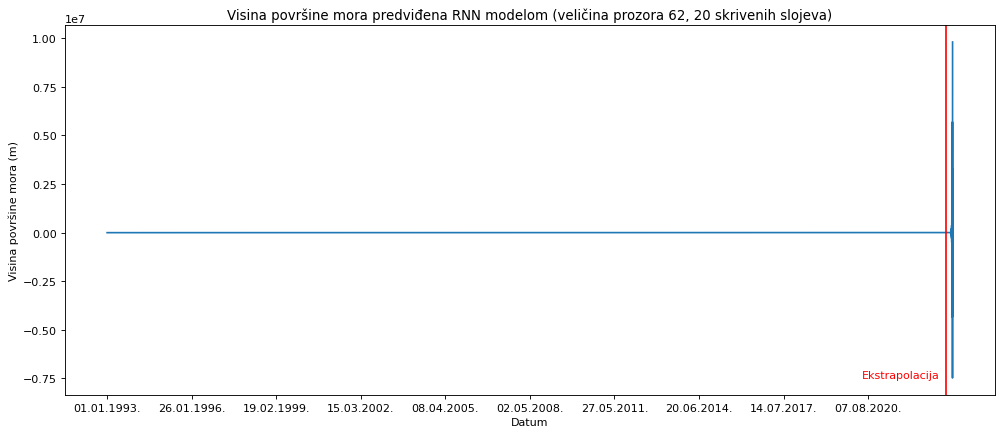 Visina površine mora predviđena RNN modelom (veličina prozora 62, 20 skrivenih slojeva)
1e7
1.00
0.75
0.50
0.25
0.00
−0.25
−0.50
−0.75
Visina površine mora (m)
Ekstrapolacija
01.01.1993. 26.01.1996. 19.02.1999. 15.03.2002. 08.04.2005. 02.05.2008. 27.05.2011. 20.06.2014. 14.07.2017. 07.08.2020.
Datum